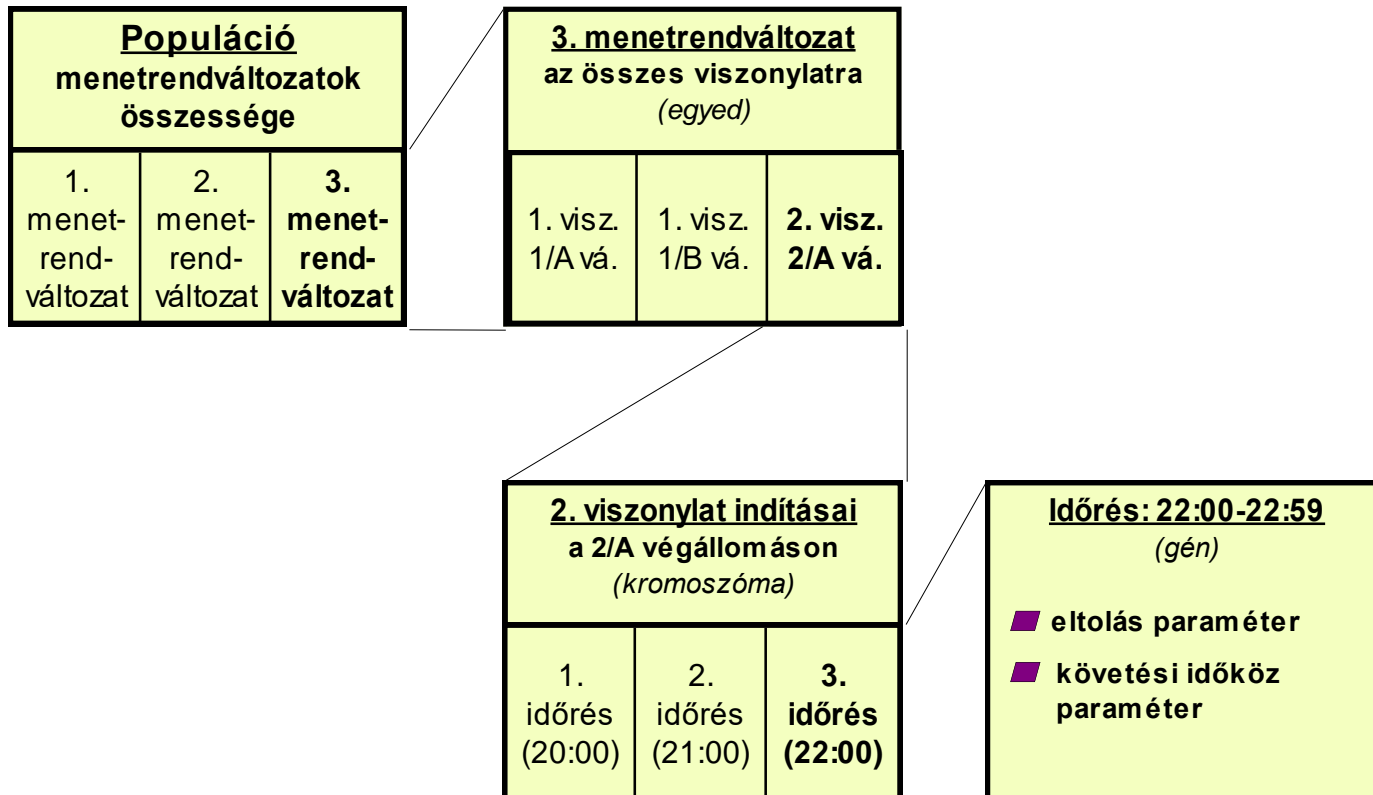 Populáció
menetrendváltozatok
összessége
1.
menet-
rend-
változat
2.
menet-
rend-
változat
3.
menet-
rend-
változat
3. menetrendváltozat
az összes viszonylatra
(egyed)
1. visz.
1/A vá.
1. visz.
1/B vá.
2. visz.
2/A vá.
2. viszonylat indításai
a 2/A végállomáson
(kromoszóma)
1.
időrés
(20:00)
2.
időrés
(21:00)
3.
időrés
(22:00)
Időrés: 22:00-22:59
(gén)
eltolás paraméter
követési időköz
paraméter